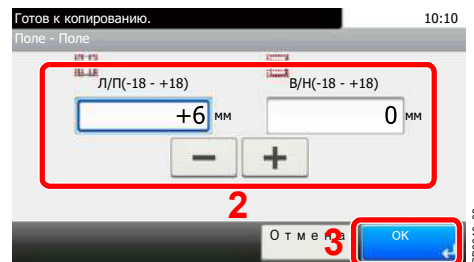 Готов к копированию. 10:10
Поле - Поле
Л/П(-18 - +18) В/Н(-18 - +18)
+6 мм 0 мм
− +
2
Отмена 3 OK